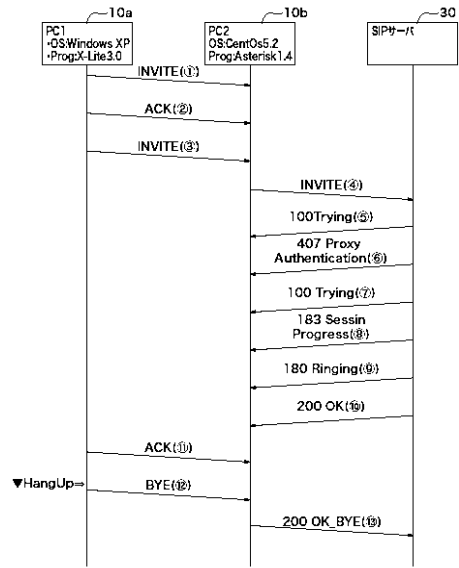 10a
10b
30
PC1
•OS:Windows XP
•Prog:X-Lite3.0
PC2
OS:CentOs5.2
Prog:Asterisk1.4
SIPサーバ
INVITE(①)
ACK(②)
INVITE(③)
INVITE(④)
100Trying(⑤)
407 Proxy
Authentication(⑥)
100 Trying(⑦)
183 Sessin
Progress(⑧)
180 Ringing(⑨)
200 OK(⑩)
ACK(⑪)
▼HangUp⇒
BYE(⑫)
200 OK_BYE(⑬)